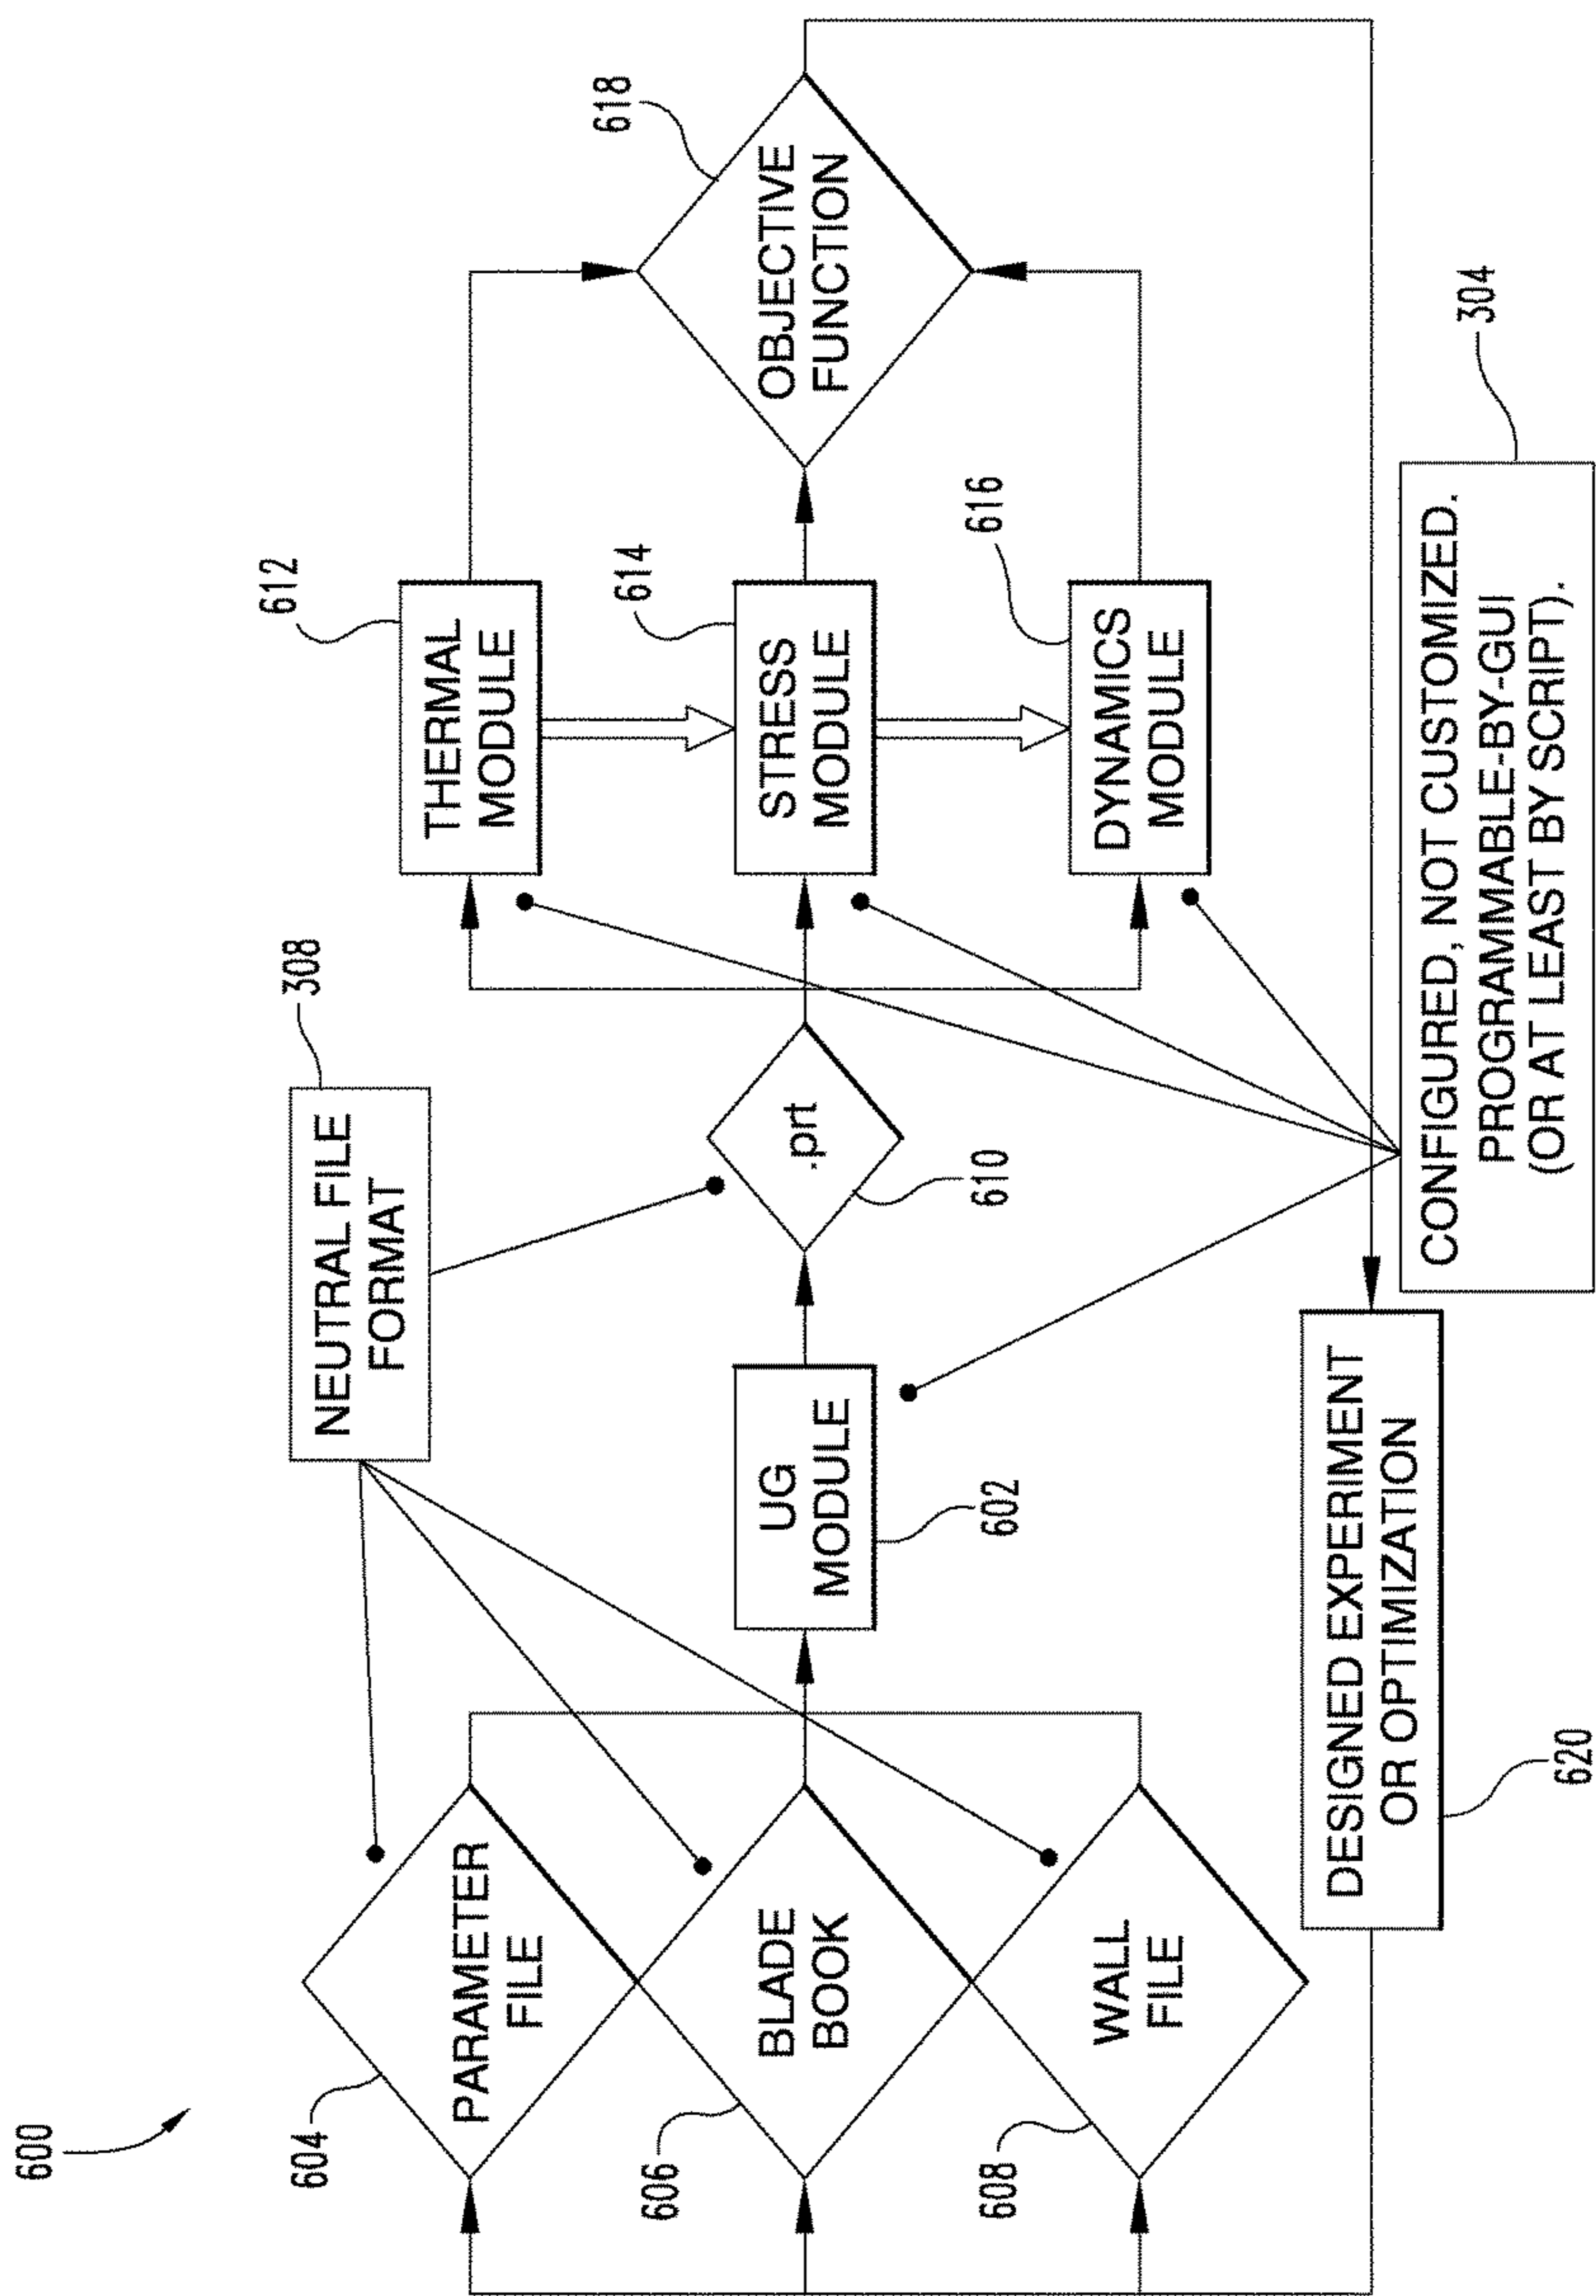 600
604
PARAMETER
FILE
606
BLADE
BOOK
608
WALL
FILE
NEUTRAL FILE
FORMAT
308
UG
MODULE
602
.prt
610
612
THERMAL
MODULE
614
STRESS
MODULE
616
DYNAMICS
MODULE
618
OBJECTIVE
FUNCTION
DESIGNED EXPERIMENT
OR OPTIMIZATION
620
304
CONFIGURED, NOT CUSTOMIZED.
PROGRAMMABLE-BY-GUI
(OR AT LEAST BY SCRIPT).